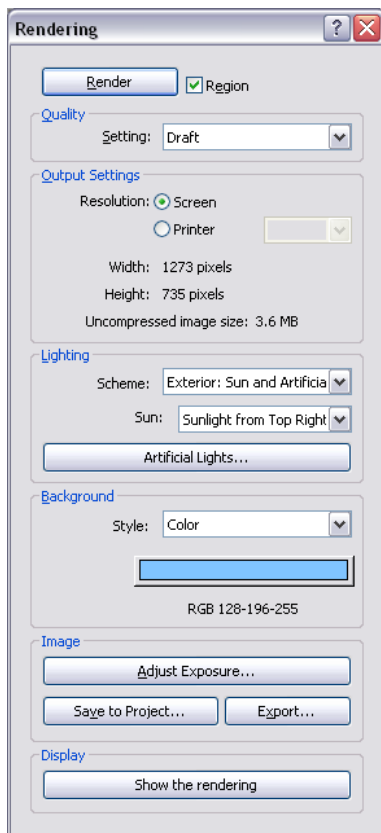 Rendering
Render
Region
Quality
Setting: Draft
Output Settings
Resolution: Screen
Printer
Width: 1273 pixels
Height: 735 pixels
Uncompressed image size: 3.6 MB
Lighting
Scheme: Exterior: Sun and Artificia
Sun: Sunlight from Top Right
Artificial Lights...
Background
Style: Color
RGB 128-196-255
Image
Adjust Exposure...
Save to Project... Export...
Display
Show the rendering